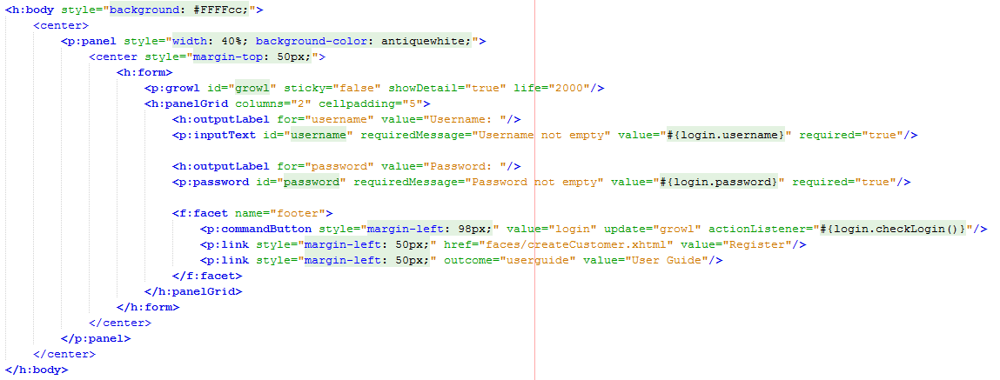 <h:body style="background: #FFFFcc;">
<center>
<p:panel style="width: 40%; background-color: antiquewhite;">
<center style="margin-top: 50px;">
<h:form>
<p:growl id="growl" sticky="false" showDetail="true" life="2000"/>
<h:panelGrid columns="2" cellpadding="5">
<h:outputLabel for="username" value="Username: "/>
<p:inputText id="username" requiredMessage="Username not empty" value="#{login.username}" required="true"/>
<h:outputLabel for="password" value="Password: "/>
<p:password id="password" requiredMessage="Password not empty" value="#{login.password}" required="true"/>
<f:facet name="footer">
<p:commandButton style="margin-left: 98px;" value="login" update="growl" actionListener="#{login.checkLogin()}"/>
<p:link style="margin-left: 50px;" href="faces/createCustomer.xhtml" value="Register"/>
<p:link style="margin-left: 50px;" outcome="userguide" value="User Guide"/>
</f:facet>
</h:panelGrid>
</h:form>
</center>
</p:panel>
</center>
</h:body>